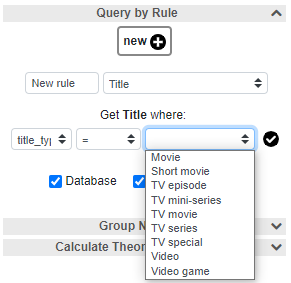 Query by Rule
new
New rule Title
Get Title where:
title_typ =
Movie
Short movie
TV episode
TV mini-series
TV movie
TV series
TV special
Video
Video game
Database
Group
Calculate Theor